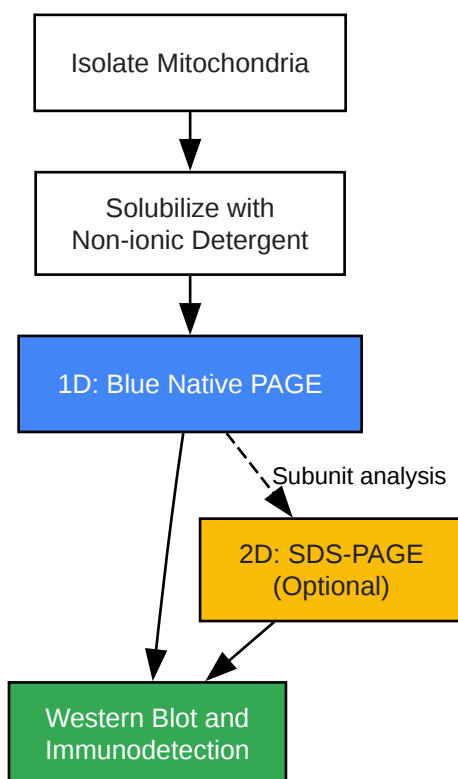 Isolate Mitochondria
Solubilize with
Non-ionic Detergent
1D: Blue Native PAGE
Subunit analysis
2D: SDS-PAGE
(Optional)
Western Blot and
Immunodetection